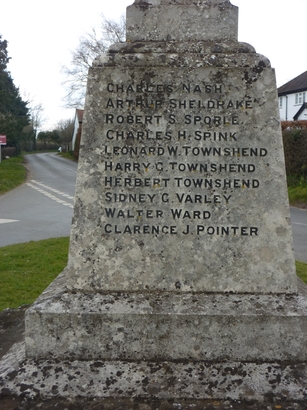 CHARLES NASH
ARTHUR SHELDRAKE
ROBERT S. SPORLE.
CHARLES H. SPINK
LEONARD W. TOWNSHEND
HARRY G. TOWNSHEND
HERBERT TOWNSHEND
SIDNEY G. VARLEY
WALTER WARD
CLARENCE J. POINTER